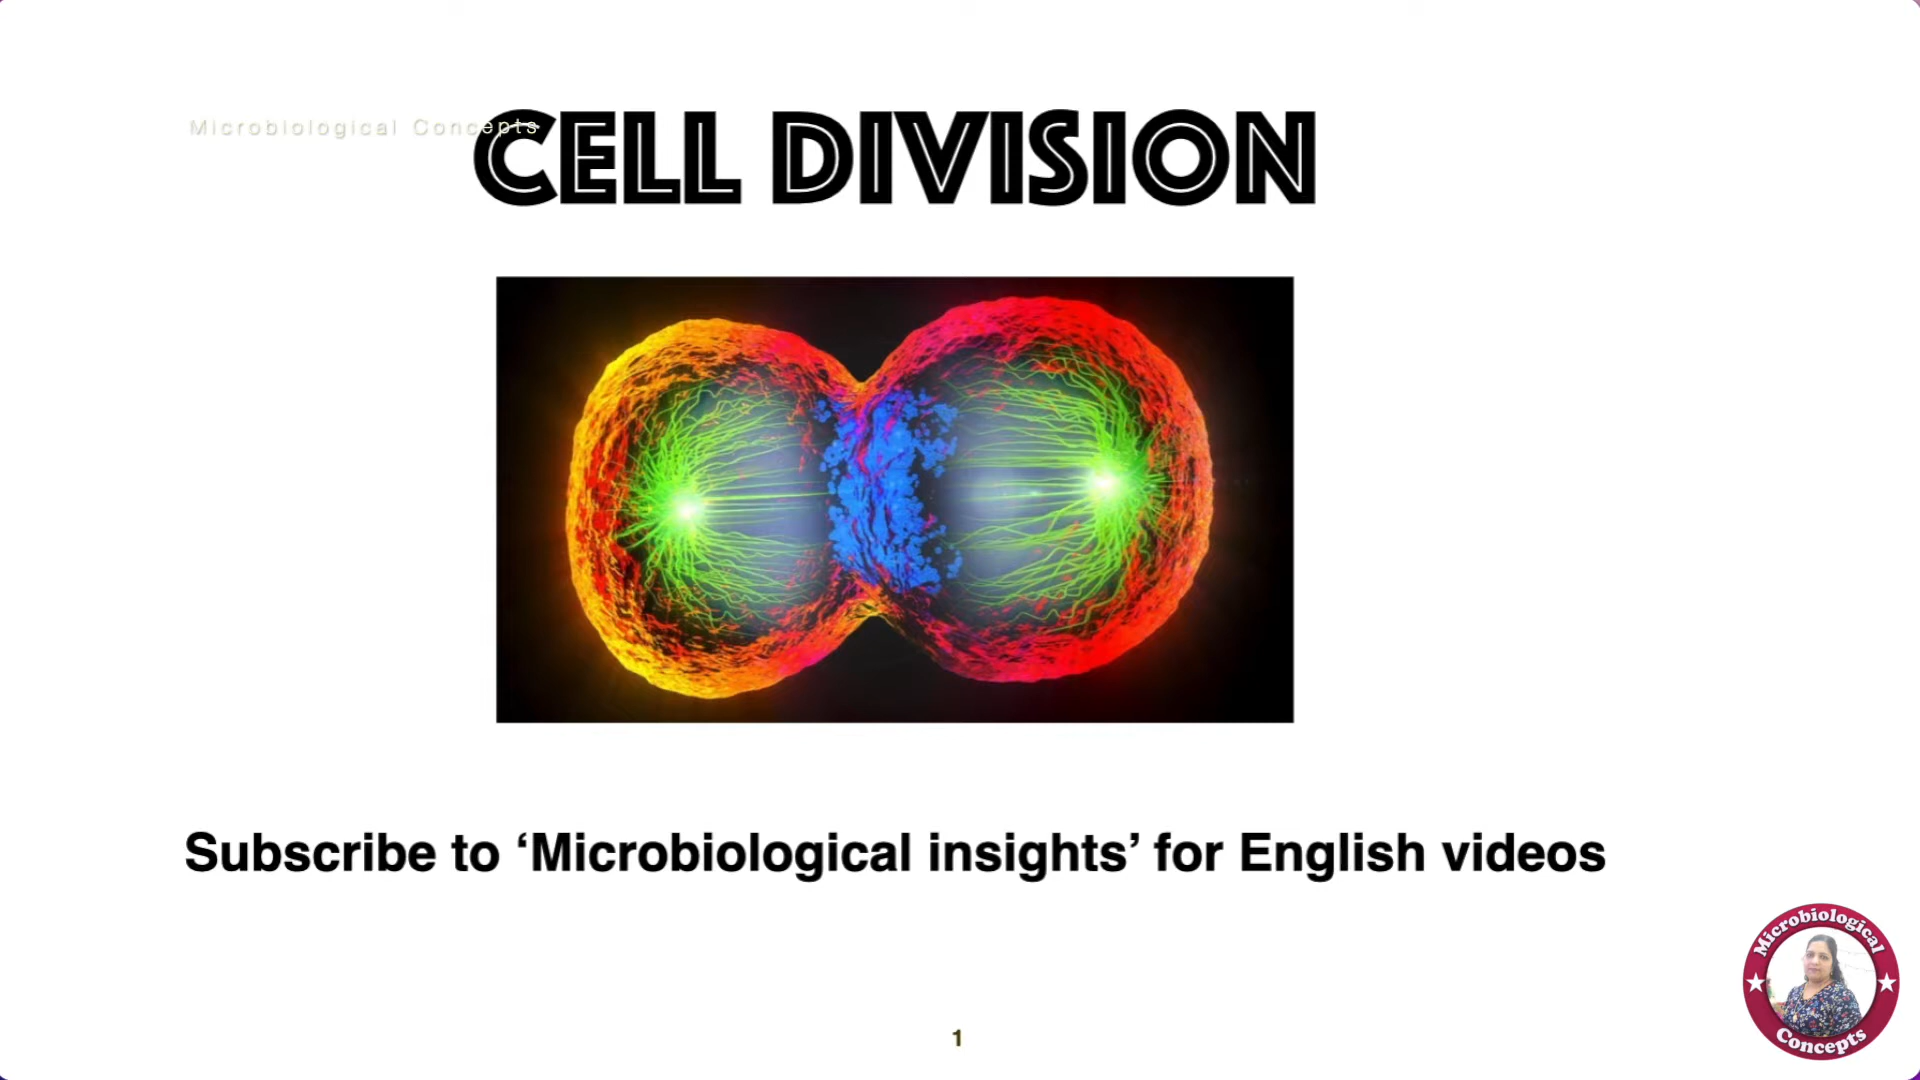 Microbiological Concepts
CELL DIVISION
Subscribe to ‘Microbiological insights’ for English videos
Microbiological
Concepts
1